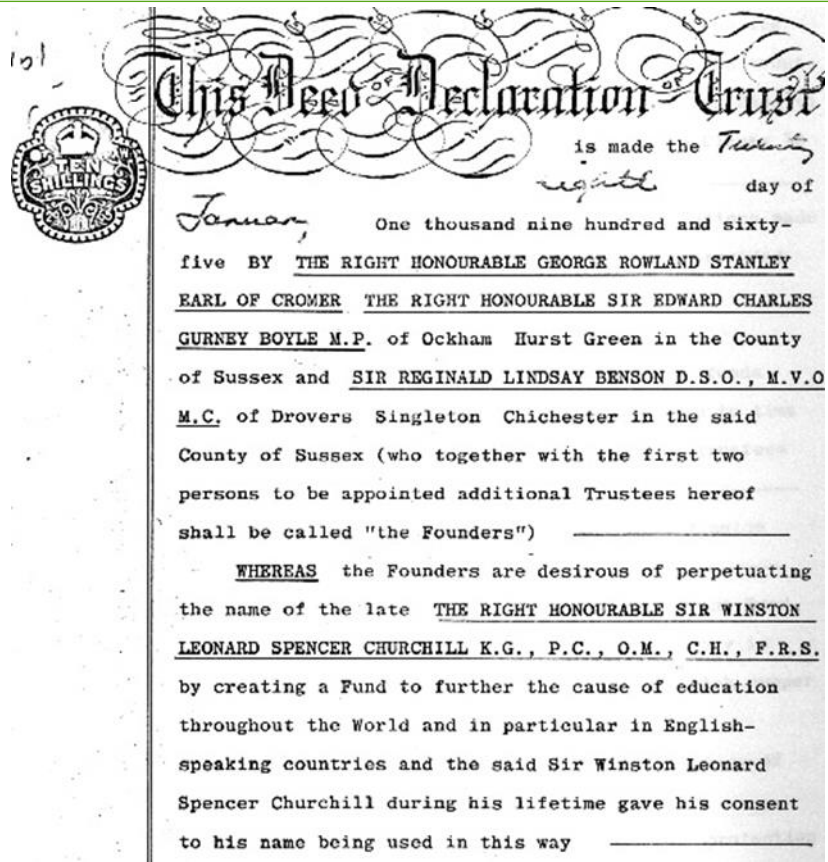 101
This Deed OF Declaration OF Trust
TEN
SHILLINGS
is made the Twenty
eighth day of
January One thousand nine hundred and sixty-
five BY THE RIGHT HONOURABLE GEORGE ROWLAND STANLEY
EARL OF CROMER THE RIGHT HONOURABLE SIR EDWARD CHARLES
GURNEY BOYLE M.P. of Ockham Hurst Green in the County
of Sussex and SIR REGINALD LINDSAY BENSON D.S.O., M.V.O
M.C. of Drovers Singleton Chichester in the said
County of Sussex (who together with the first two
persons to be appointed additional Trustees hereof
shall be called "the Founders")
WHEREAS the Founders are desirous of perpetuating
the name of the late THE RIGHT HONOURABLE SIR WINSTON
LEONARD SPENCER CHURCHILL K.G., P.C., O.M., C.H., F.R.S.
by creating a Fund to further the cause of education
throughout the World and in particular in English-
speaking countries and the said Sir Winston Leonard
Spencer Churchill during his lifetime gave his consent
to his name being used in this way